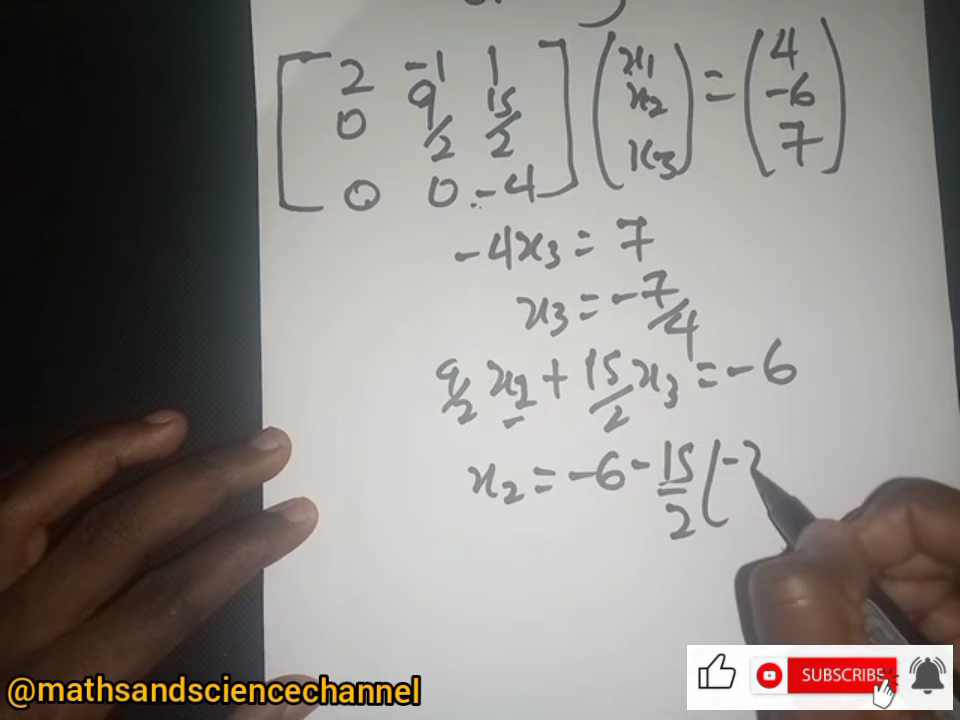 [2 -1 1] (x1) = (4)
[0 9/2 15/2] (x2) (-6)
[0 0 -4] (x3) (7)
-4x3 = 7
x3 = -7/4
9/2 x2 + 15/2 x3 = -6
x2 = -6 - 15/2 (-
SUBSCRIBE
@mathsandsciencechannel